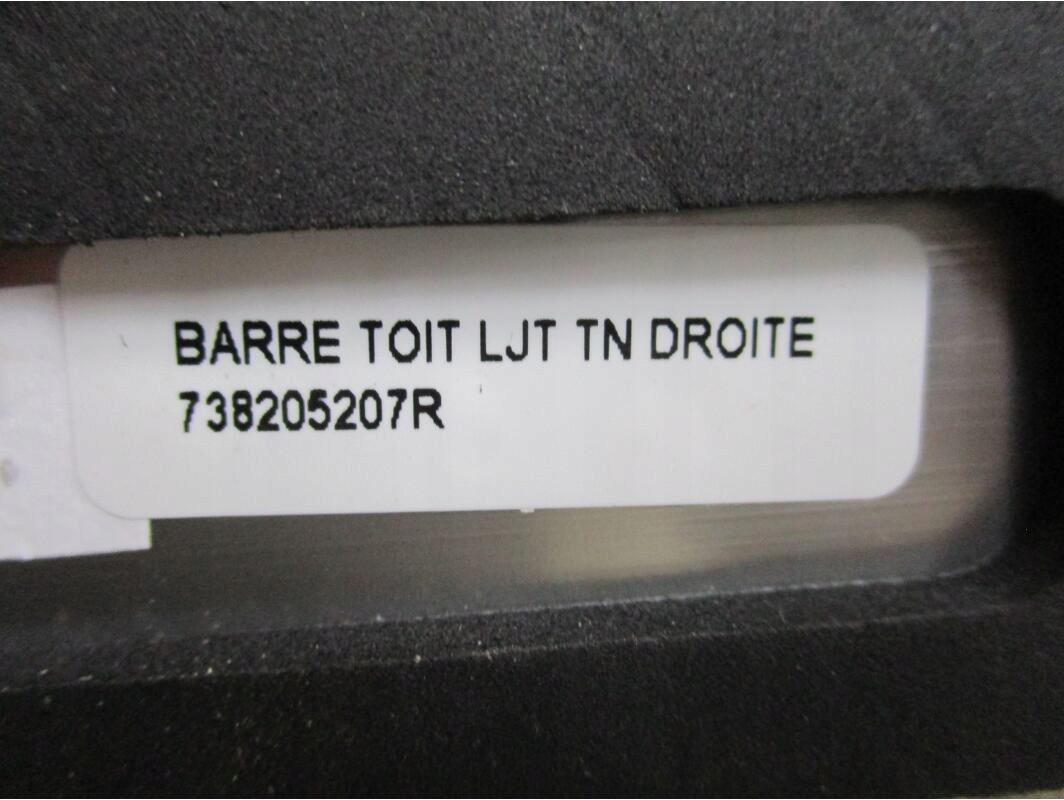 BARRE TOIT LJT TN DROITE
738205207R